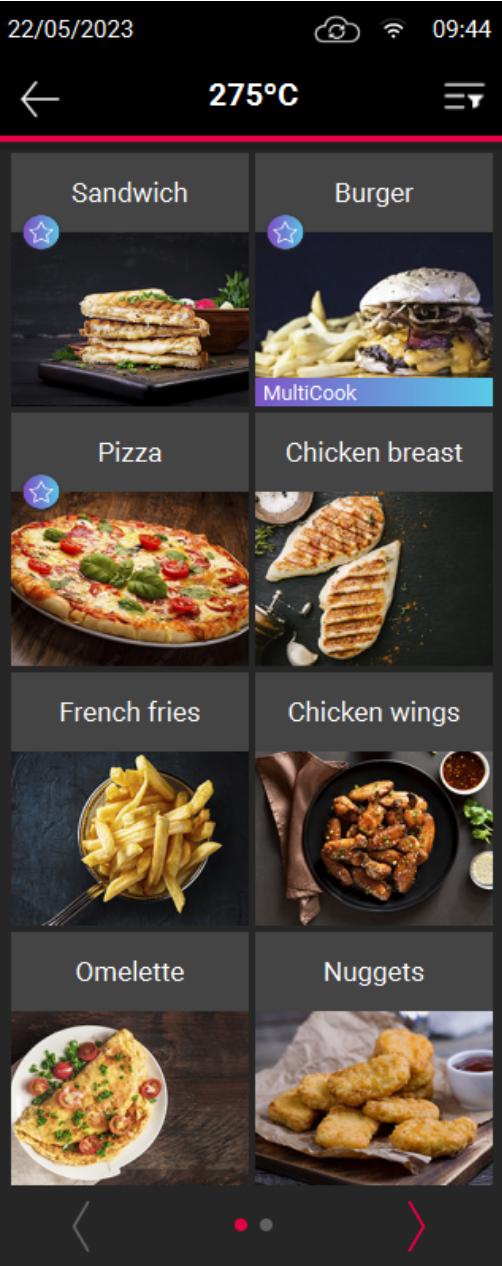 22/05/2023 09:44
275°C
Sandwich
Burger
MultiCook
Pizza
Chicken breast
French fries
Chicken wings
Omelette
Nuggets